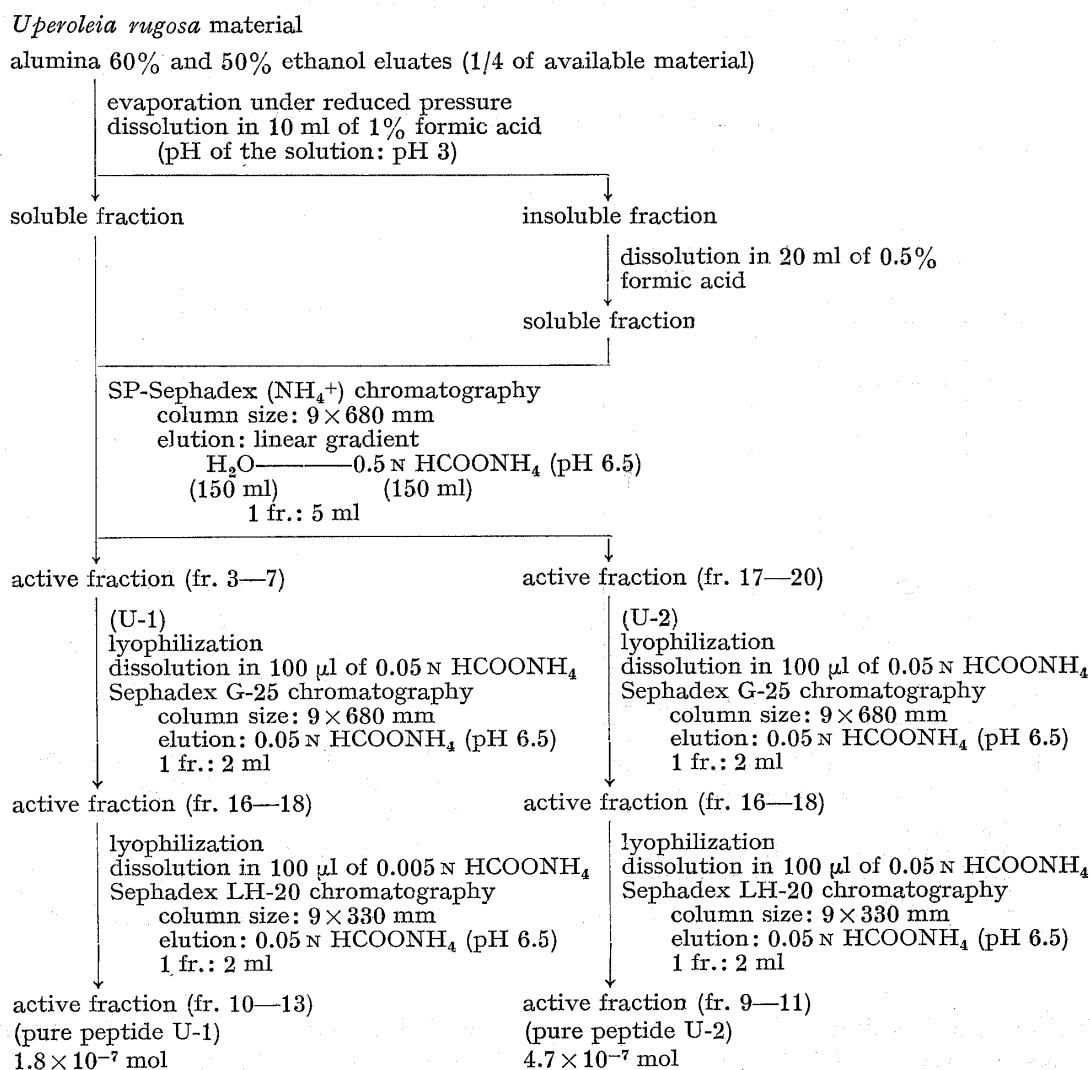 Uperoleia rugosa material
alumina 60% and 50% ethanol eluates (1/4 of available material)
evaporation under reduced pressure
dissolution in 10 ml of 1% formic acid
(pH of the solution: pH 3)
soluble fraction
insoluble fraction
dissolution in 20 ml of 0.5%
formic acid
soluble fraction
SP-Sephadex (NH₄⁺) chromatography
column size: 9×680 mm
elution: linear gradient
H₂O———0.5 N HCOONH₄ (pH 6.5)
(150 ml) (150 ml)
1 fr.: 5 ml
active fraction (fr. 3—7)
(U-1)
lyophilization
dissolution in 100 μl of 0.05 N HCOONH₄
Sephadex G-25 chromatography
column size: 9×680 mm
elution: 0.05 N HCOONH₄ (pH 6.5)
1 fr.: 2 ml
active fraction (fr. 16—18)
lyophilization
dissolution in 100 μl of 0.005 N HCOONH₄
Sephadex LH-20 chromatography
column size: 9×330 mm
elution: 0.05 N HCOONH₄ (pH 6.5)
1 fr.: 2 ml
active fraction (fr. 10—13)
(pure peptide U-1)
1.8×10⁻⁷ mol
active fraction (fr. 17—20)
(U-2)
lyophilization
dissolution in 100 μl of 0.05 N HCOONH₄
Sephadex G-25 chromatography
column size: 9×680 mm
elution: 0.05 N HCOONH₄ (pH 6.5)
1 fr.: 2 ml
active fraction (fr. 16—18)
lyophilization
dissolution in 100 μl of 0.05 N HCOONH₄
Sephadex LH-20 chromatography
column size: 9×330 mm
elution: 0.05 N HCOONH₄ (pH 6.5)
1 fr.: 2 ml
active fraction (fr. 9—11)
(pure peptide U-2)
4.7×10⁻⁷ mol